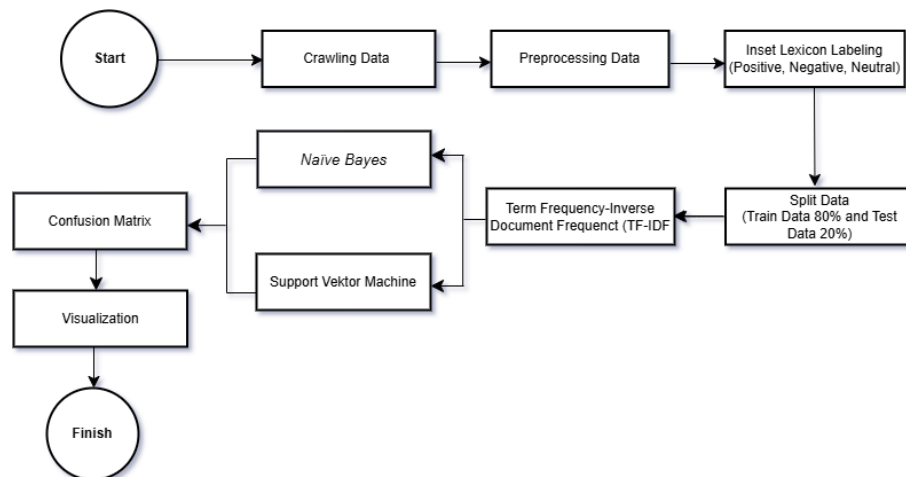 Start
Crawling Data
Preprocessing Data
Inset Lexicon Labeling
(Positive, Negative, Neutral)
Split Data
(Train Data 80% and Test
Data 20%)
Term Frequency-Inverse
Document Frequenct (TF-IDF
Naïve Bayes
Support Vektor Machine
Confusion Matrix
Visualization
Finish